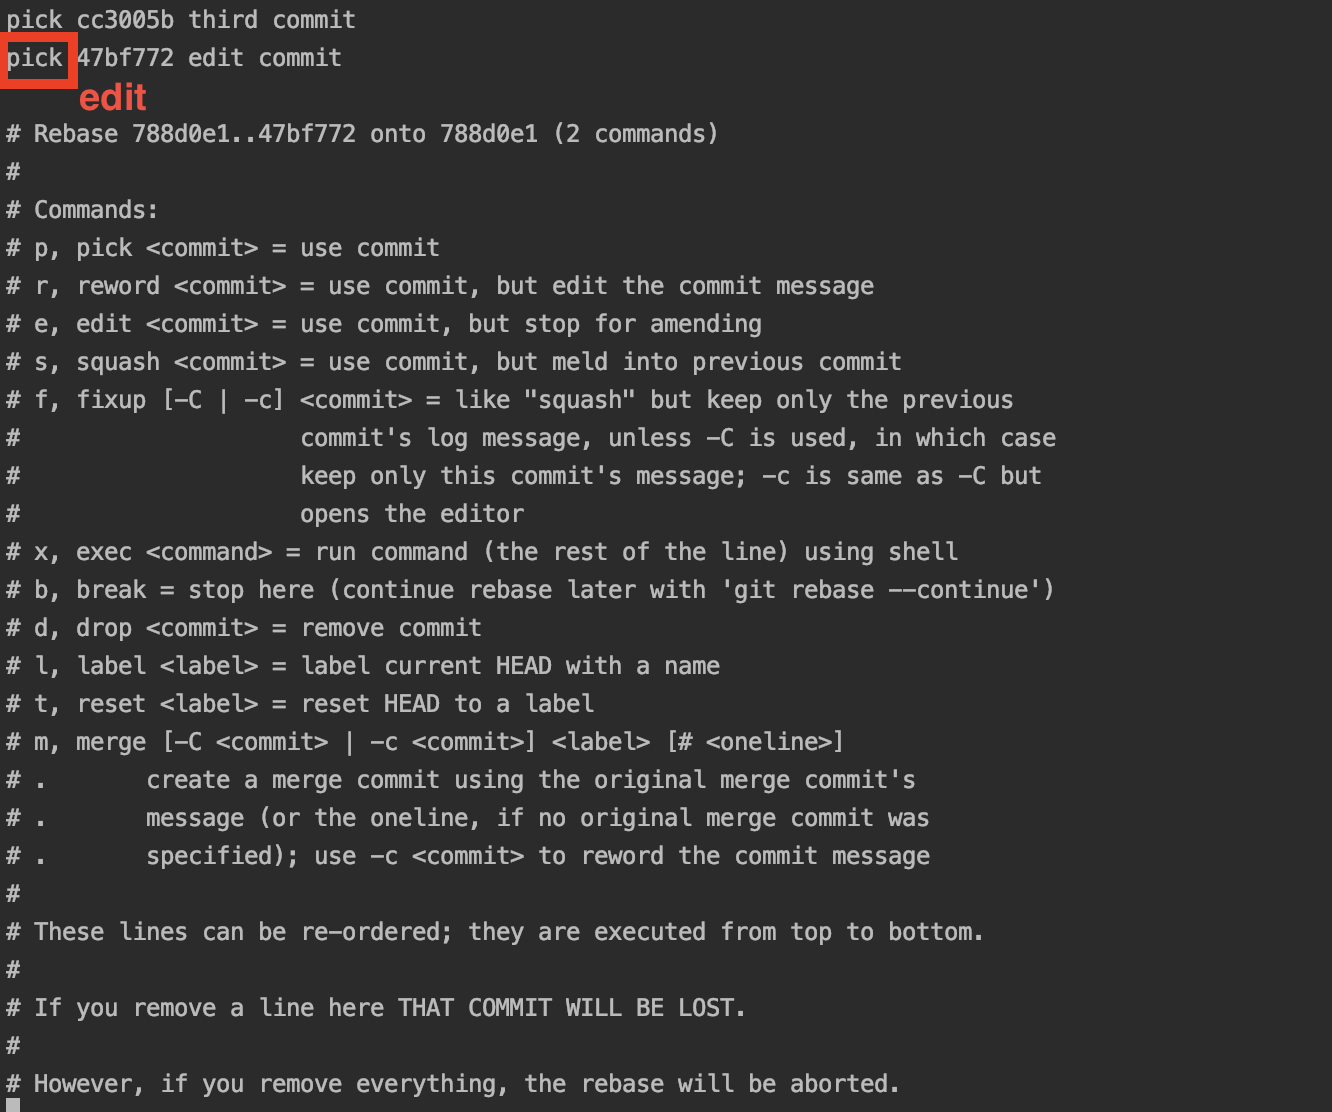 pick cc3005b third commit
pick 47bf772 edit commit
edit
# Rebase 788d0e1..47bf772 onto 788d0e1 (2 commands)
#
# Commands:
# p, pick <commit> = use commit
# r, reword <commit> = use commit, but edit the commit message
# e, edit <commit> = use commit, but stop for amending
# s, squash <commit> = use commit, but meld into previous commit
# f, fixup [-C | -c] <commit> = like "squash" but keep only the previous
#                    commit's log message, unless -C is used, in which case
#                    keep only this commit's message; -c is same as -C but
#                    opens the editor
# x, exec <command> = run command (the rest of the line) using shell
# b, break = stop here (continue rebase later with 'git rebase --continue')
# d, drop <commit> = remove commit
# l, label <label> = label current HEAD with a name
# t, reset <label> = reset HEAD to a label
# m, merge [-C <commit> | -c <commit>] <label> [# <oneline>]
# .       create a merge commit using the original merge commit's
# .       message (or the oneline, if no original merge commit was
# .       specified); use -c <commit> to reword the commit message
#
# These lines can be re-ordered; they are executed from top to bottom.
#
# If you remove a line here THAT COMMIT WILL BE LOST.
#
# However, if you remove everything, the rebase will be aborted.